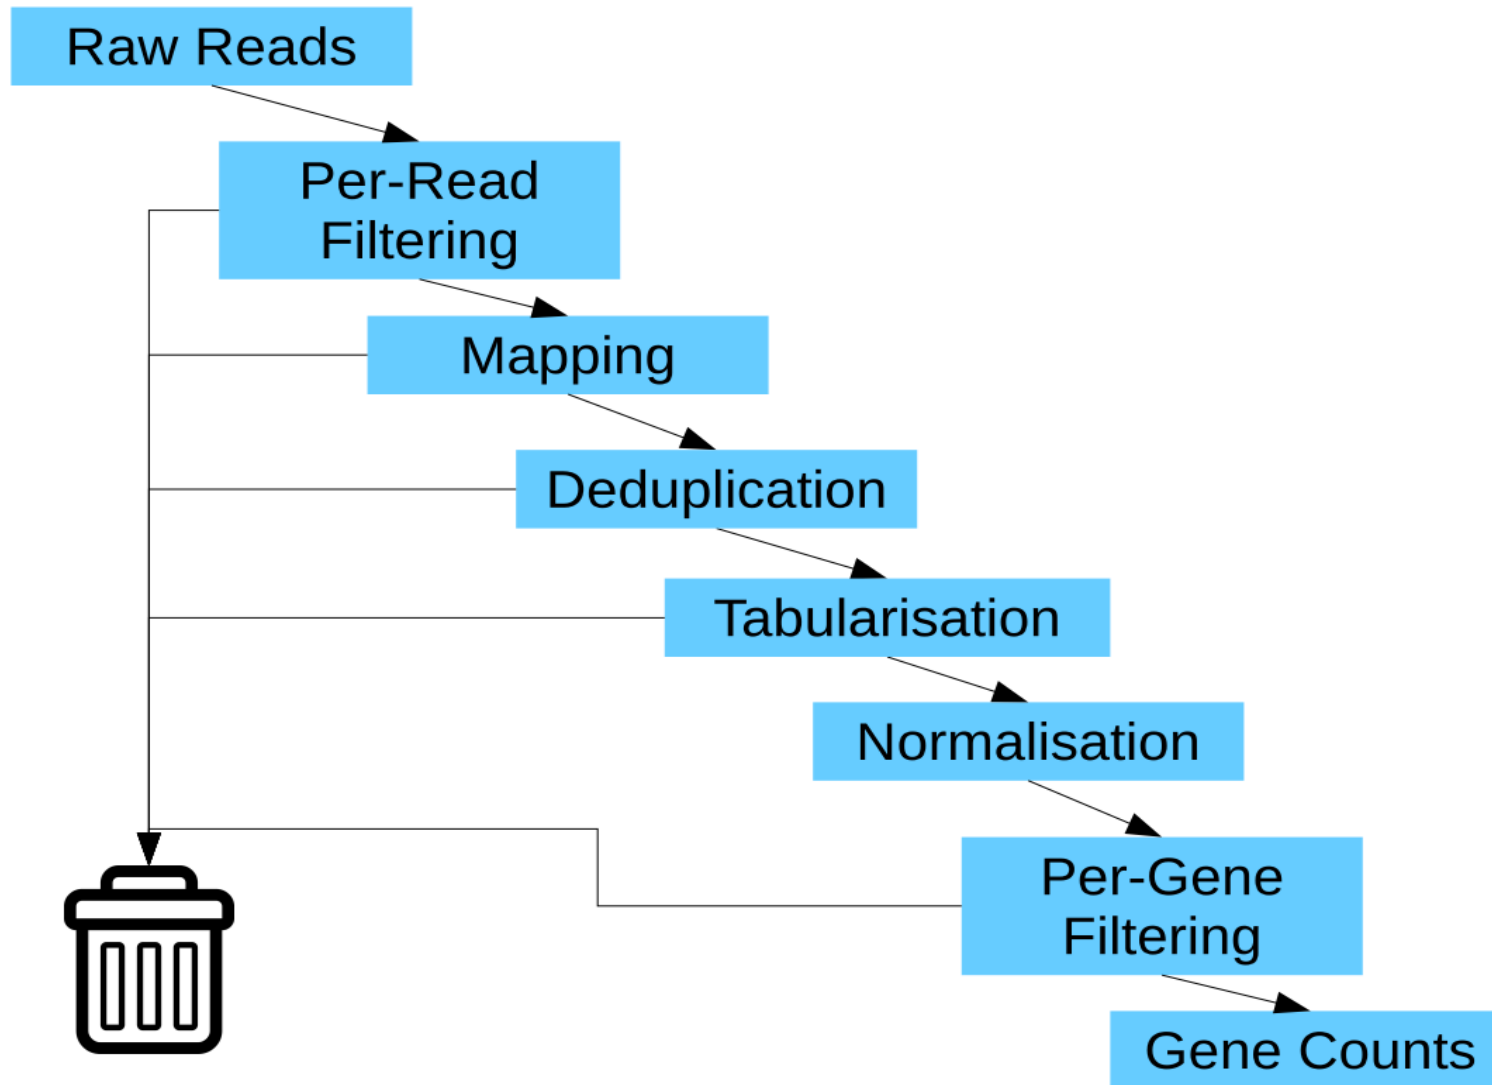 Raw Reads
Per-Read
Filtering
Mapping
Deduplication
Tabularisation
Normalisation
Per-Gene
Filtering
Gene Counts